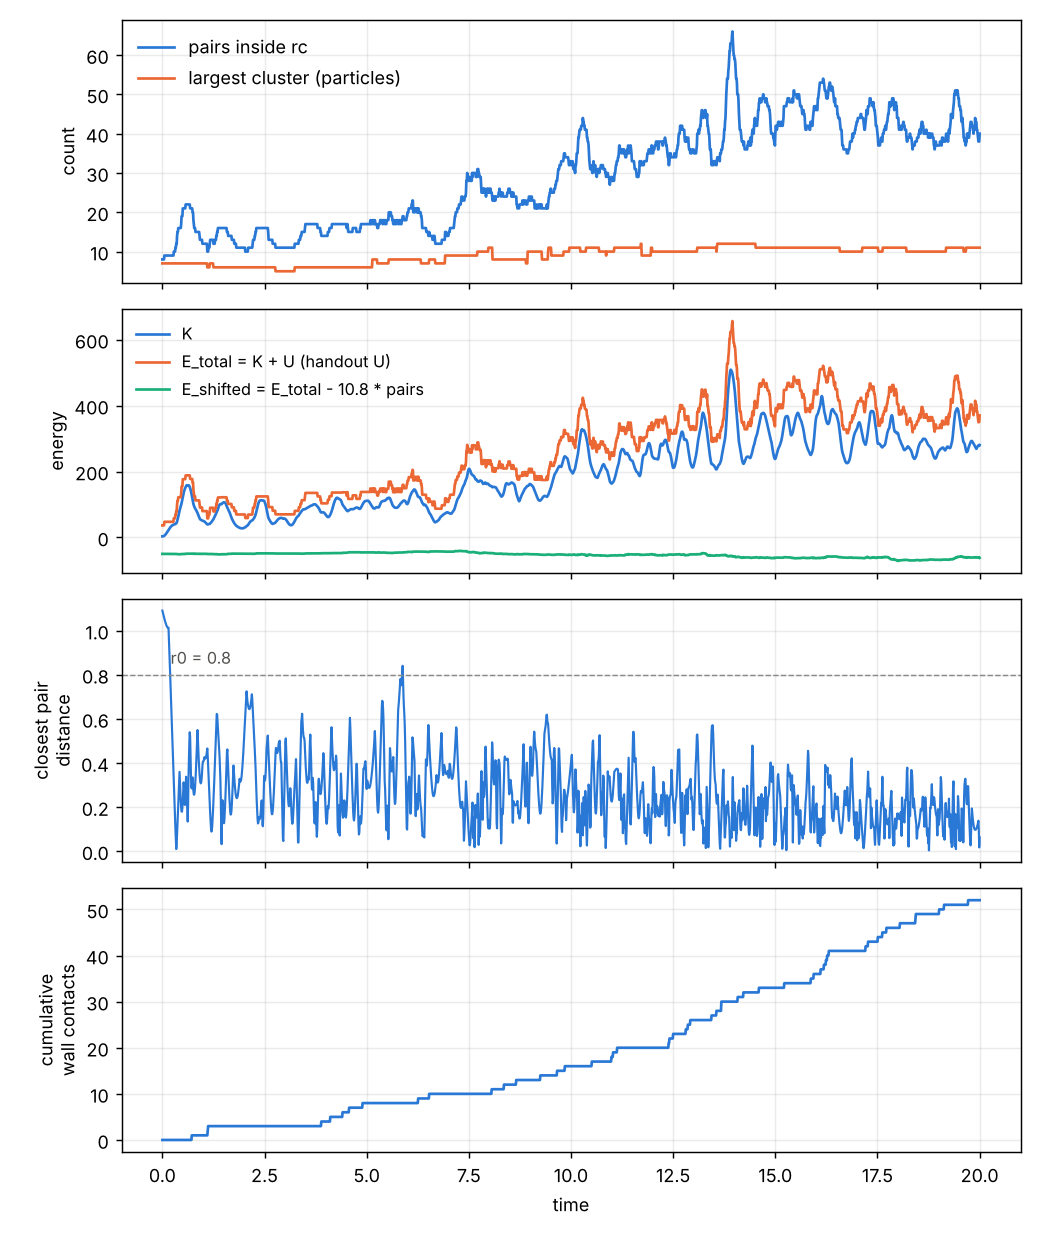 pairs inside rc
largest cluster (particles)
60
50
40
30
20
10
count
K
E_total = K + U (handout U)
E_shifted = E_total - 10.8 * pairs
600
400
200
0
energy
r0 = 0.8
1.0
0.8
0.6
0.4
0.2
0.0
closest pair
distance
50
40
30
20
10
0
cumulative
wall contacts
0.0 2.5 5.0 7.5 10.0 12.5 15.0 17.5 20.0
time